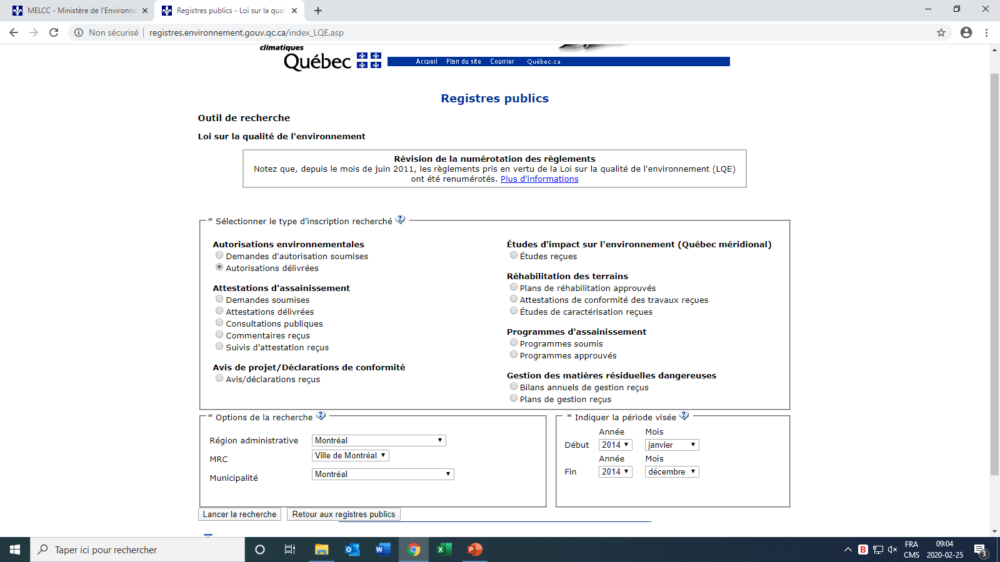 MELCC - Ministère de l'Environne
Registres publics - Loi sur la qual
Non sécurisé
registres.environnement.gouv.qc.ca/index_LQE.asp
climatiques
Québec
Accueil Plan du site Courrier Québec.ca
Registres publics
Outil de recherche
Loi sur la qualité de l'environnement
Révision de la numérotation des règlements
Notez que, depuis le mois de juin 2011, les règlements pris en vertu de la Loi sur la qualité de l'environnement (LQE)
ont été renumérotés. Plus d'informations
* Sélectionner le type d'inscription recherché
Autorisations environnementales
Demandes d'autorisation soumises
Autorisations délivrées
Attestations d'assainissement
Demandes soumises
Attestations délivrées
Consultations publiques
Commentaires reçus
Suivis d'attestation reçus
Avis de projet/Déclarations de conformité
Avis/déclarations reçus
Études d'impact sur l'environnement (Québec méridional)
Études reçues
Réhabilitation des terrains
Plans de réhabilitation approuvés
Attestations de conformité des travaux reçues
Études de caractérisation reçues
Programmes d'assainissement
Programmes soumis
Programmes approuvés
Gestion des matières résiduelles dangereuses
Bilans annuels de gestion reçus
Plans de gestion reçus
* Options de la recherche
Région administrative Montréal
MRC Ville de Montréal
Municipalité Montréal
* Indiquer la période visée
Année Mois
Début 2014 janvier
Année Mois
Fin 2014 décembre
Lancer la recherche Retour aux registres publics
Taper ici pour rechercher
FRA
CMS
09:04
2020-02-25
3